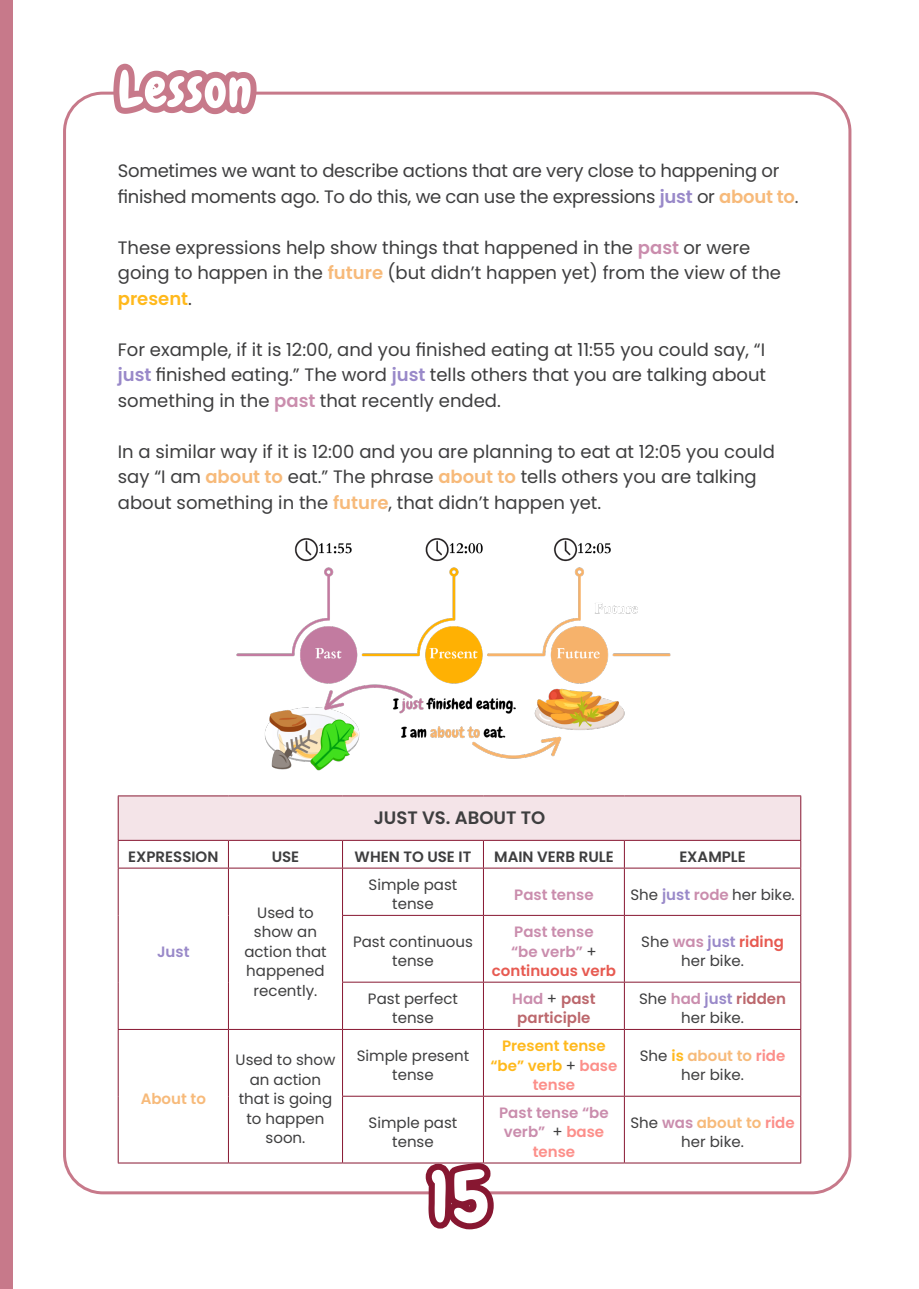 Lesson
Sometimes we want to describe actions that are very close to happening or
finished moments ago. To do this, we can use the expressions just or about to.
These expressions help show things that happened in the past or were
going to happen in the future (but didn't happen yet) from the view of the
present.
For example, if it is 12:00, and you finished eating at 11:55 you could say, “I
just finished eating.” The word just tells others that you are talking about
something in the past that recently ended.
In a similar way if it is 12:00 and you are planning to eat at 12:05 you could
say “I am about to eat.” The phrase about to tells others you are talking
about something in the future, that didn’t happen yet.
11:55
12:00
12:05
Future
Past
Present
Future
I just finished eating.
I am about to eat.
JUST VS. ABOUT TO
EXPRESSION
USE
WHEN TO USE IT
MAIN VERB RULE
EXAMPLE
Just
Used to
show an
action that
happened
recently.
Simple past
tense
Past tense
She just rode her bike.
Past continuous
tense
Past tense
“be verb” +
continuous verb
She was just riding
her bike.
Past perfect
tense
Had + past
participle
She had just ridden
her bike.
About to
Used to show
an action
that is going
to happen
soon.
Simple present
tense
Present tense
“be” verb + base
tense
She is about to ride
her bike.
Simple past
tense
Past tense “be
verb” + base
tense
She was about to ride
her bike.
15